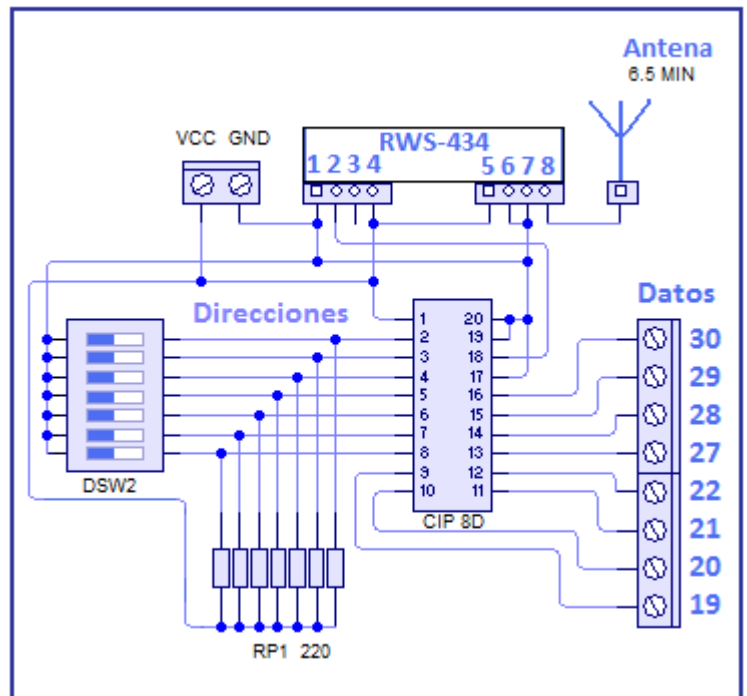 Antena
6.5 MIN
VCC GND
RWS-434
1 2 3 4 5 6 7 8
Direcciones
Datos
1 20
2 19
3 18
4 17
5 16
6 15
7 14
8 13
9 12
10 11
30
29
28
27
22
21
20
19
DSW2
CIP 8D
RP1 220